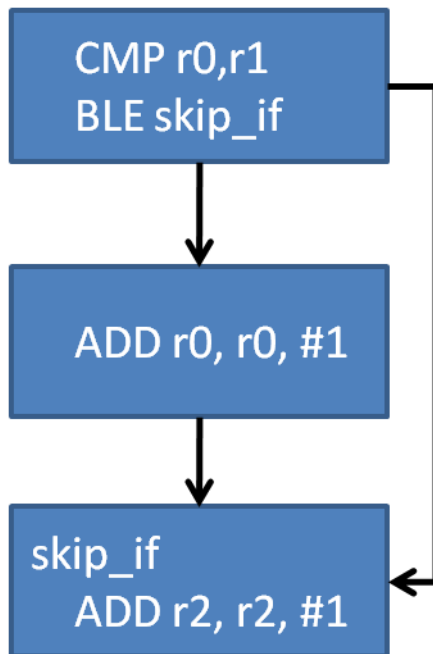 CMP r0,r1
BLE skip_if
ADD r0, r0, #1
skip_if
ADD r2, r2, #1